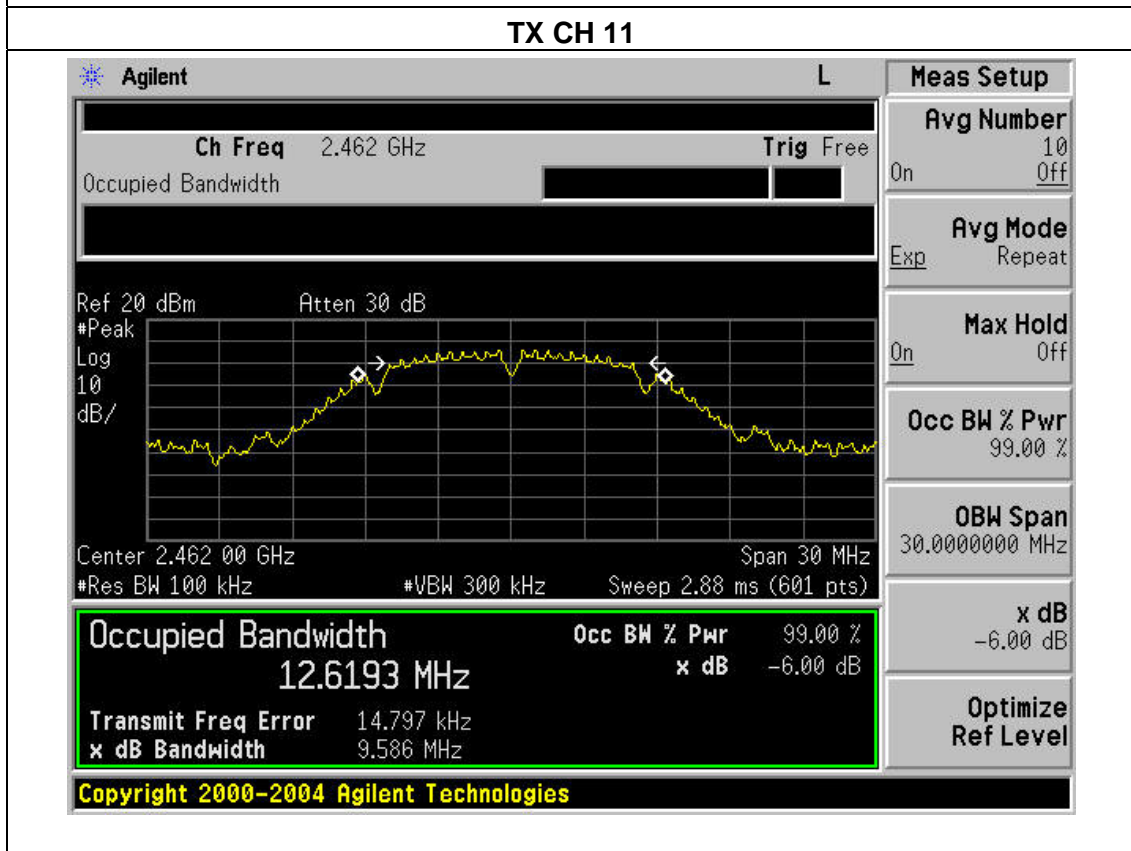 TX CH 11
Agilent L Meas Setup
Ch Freq 2.462 GHz Trig Free
Occupied Bandwidth
Avg Number
10
On Off
Avg Mode
Exp Repeat
Max Hold
On Off
Occ BW % Pwr
99.00 %
OBW Span
30.0000000 MHz
x dB
-6.00 dB
Optimize
Ref Level
Ref 20 dBm Atten 30 dB
#Peak
Log
10
dB/
Center 2.462 00 GHz Span 30 MHz
#Res BW 100 kHz #VBW 300 kHz Sweep 2.88 ms (601 pts)
Occupied Bandwidth Occ BW % Pwr 99.00 %
12.6193 MHz x dB -6.00 dB
Transmit Freq Error 14.797 kHz
x dB Bandwidth 9.586 MHz
Copyright 2000-2004 Agilent Technologies